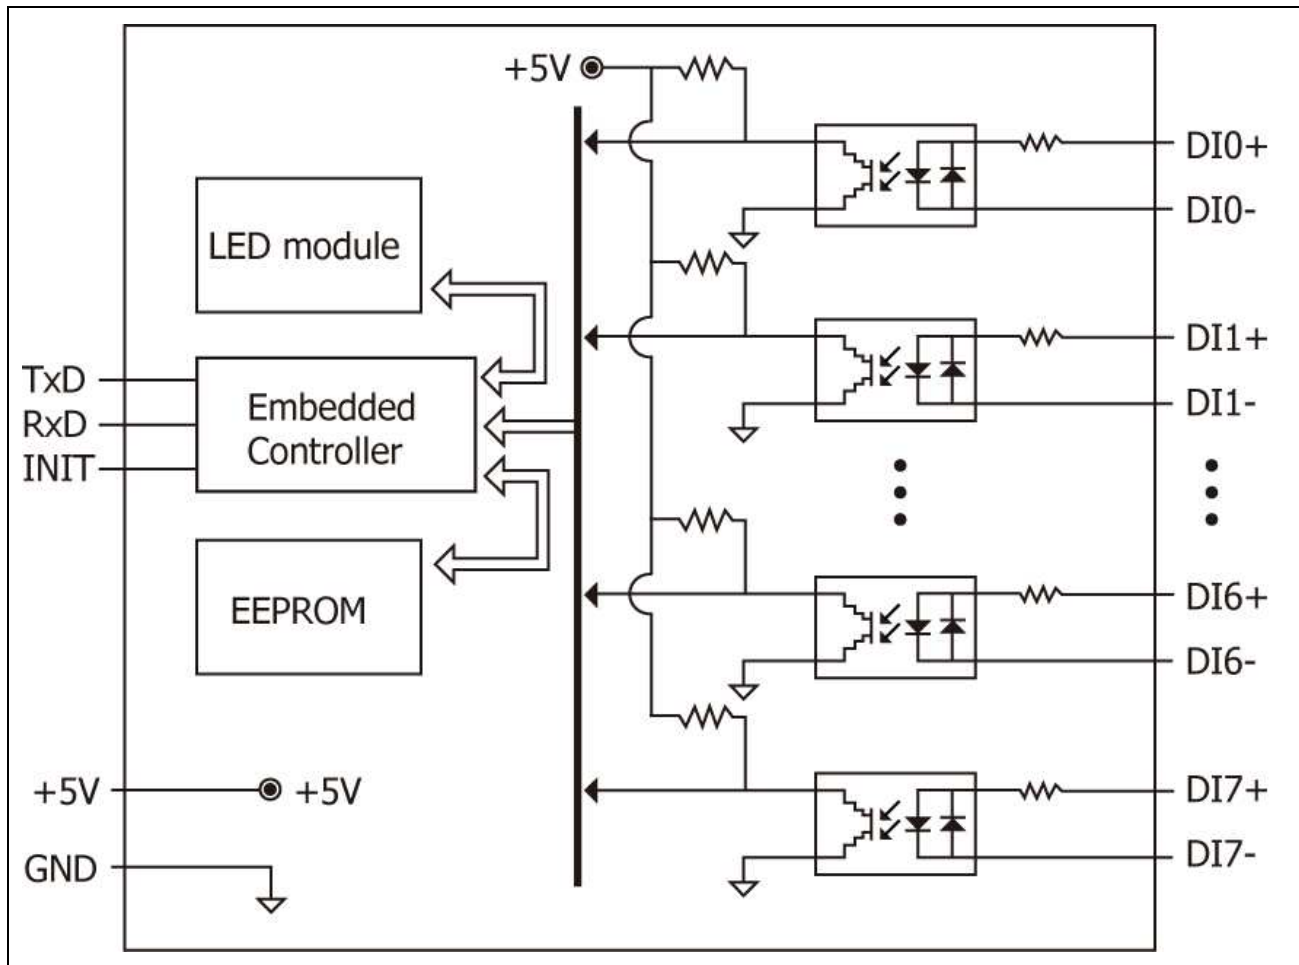 +5V
DI0+
DI0-
LED module
DI1+
TxD
Embedded
Controller
DI1-
RxD
INIT
DI6+
EEPROM
DI6-
+5V
+5V
DI7+
DI7-
GND